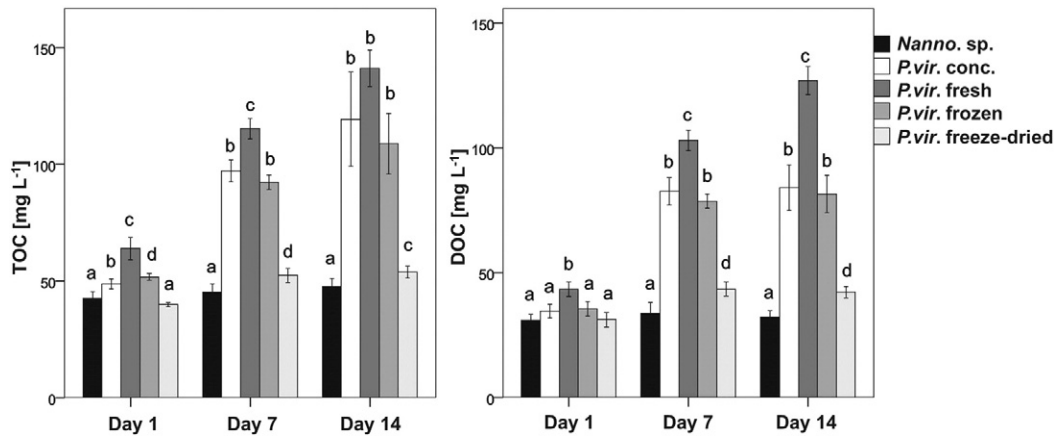 TOC [mg L⁻¹]
150
100
50
0
a b c d a
a b c b d
a b b b c
Day 1 Day 7 Day 14
DOC [mg L⁻¹]
150
100
50
0
a a b a a
a b c b d
a b c b d
Day 1 Day 7 Day 14
Nanno. sp.
P.vir. conc.
P.vir. fresh
P.vir. frozen
P.vir. freeze-dried